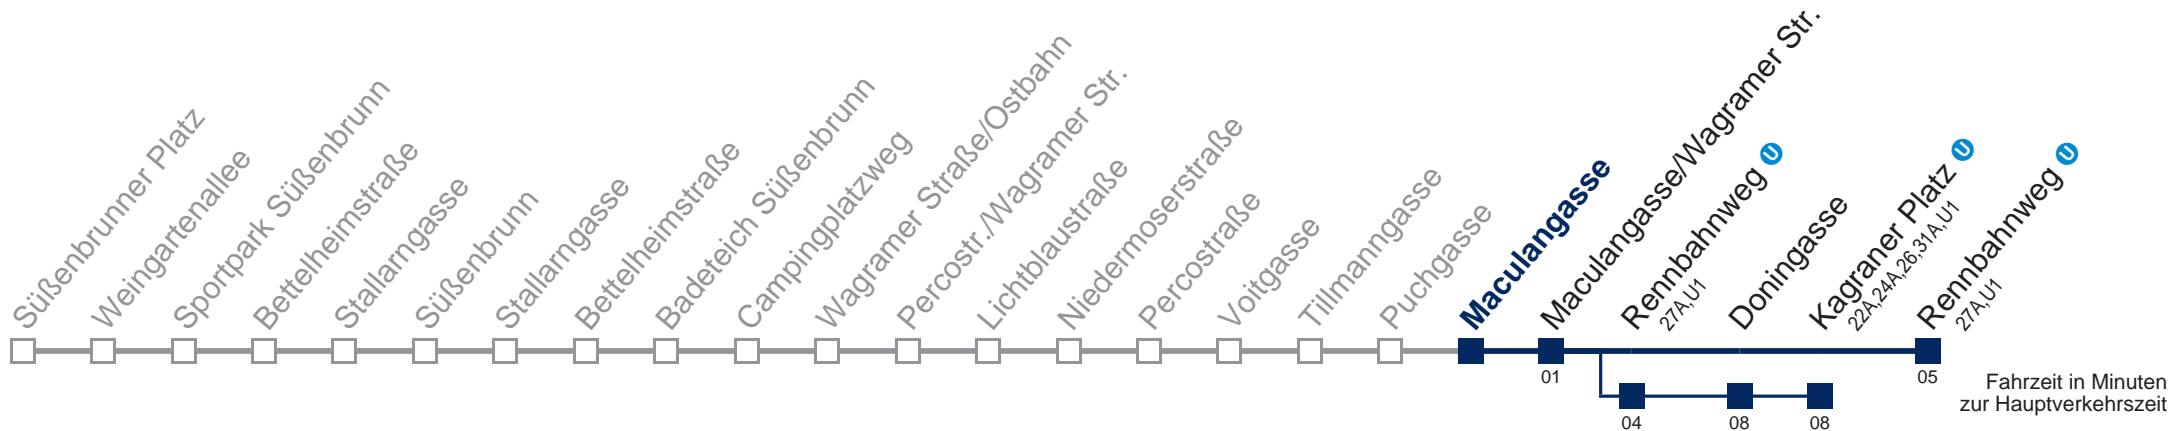 Süßenbrunner Platz
Weingartenallee
Sportpark Süßenbrunn
Bettelheimstraße
Stallarngasse
Süßenbrunn
Stallarngasse
Bettelheimstraße
Badeteich Süßenbrunn
Campingplatzweg
Wagramer Straße/Ostbahn
Percostr./Wagramer Str.
Lichtblaustraße
Niedermoserstraße
Percostraße
Voitgasse
Tillmanngasse
Puchgasse
Maculangasse
Maculangasse/Wagramer Str.
Rennbahnweg U
27A,U1
Doningasse
Kagraner Platz U
22A,24A,26,31A,U1
Rennbahnweg U
27A,U1
01
05
04
08
08
Fahrzeit in Minuten
zur Hauptverkehrszeit